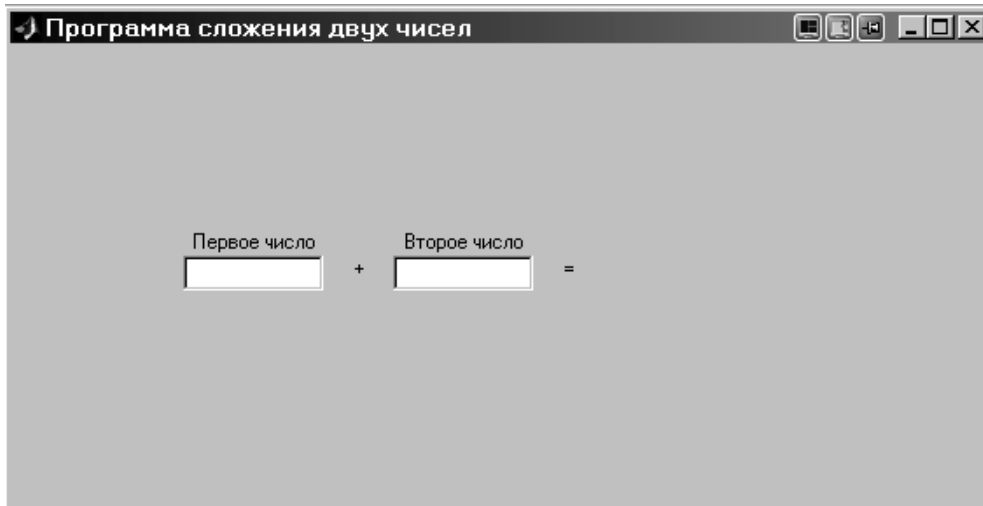 Программа сложения двух чисел
Первое число Второе число
+ =